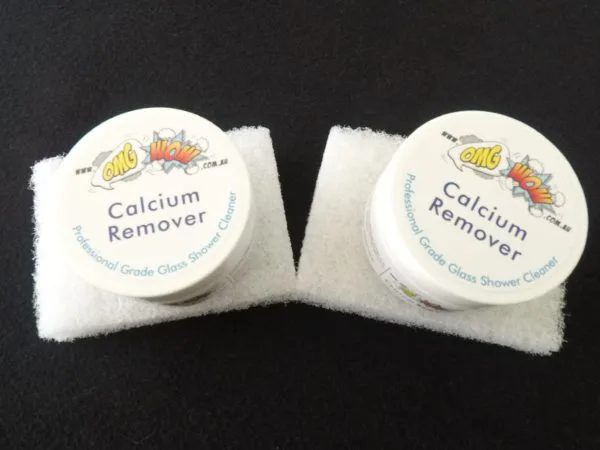 www.
OMG
WOW
.com.au
Calcium
Remover
Professional Grade Glass Shower Cleaner
www.
OMG
WOW
.com.au
Calcium
Remover
Professional Grade Glass Shower Cleaner